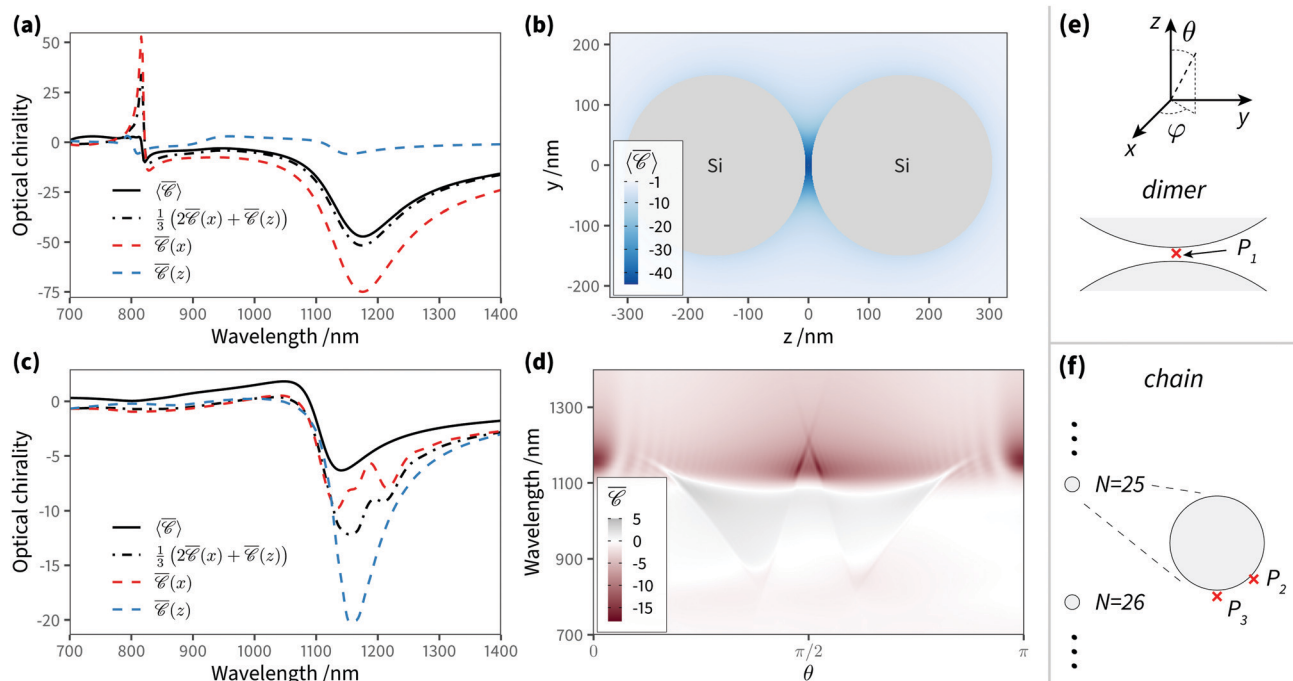 (a)
Optical chirality
50
25
0
-25
-50
-75
⟨𝒞̅⟩
1/3 (2𝒞̅(x) + 𝒞̅(z))
𝒞̅(x)
𝒞̅(z)
700 800 900 1000 1100 1200 1300 1400
Wavelength /nm
(b)
y /nm
200
100
0
-100
-200
Si
Si
⟨𝒞̅⟩
-1
-10
-20
-30
-40
-300 -200 -100 0 100 200 300
z /nm
(e)
z
θ
y
φ
x
dimer
P1
(c)
Optical chirality
0
-5
-10
-15
-20
⟨𝒞̅⟩
1/3 (2𝒞̅(x) + 𝒞̅(z))
𝒞̅(x)
𝒞̅(z)
700 800 900 1000 1100 1200 1300 1400
Wavelength /nm
(d)
Wavelength /nm
1300
1100
900
700
𝒞̅
5
0
-5
-10
-15
0 π/2 π
θ
(f)
chain
N=25
P2
P3
N=26